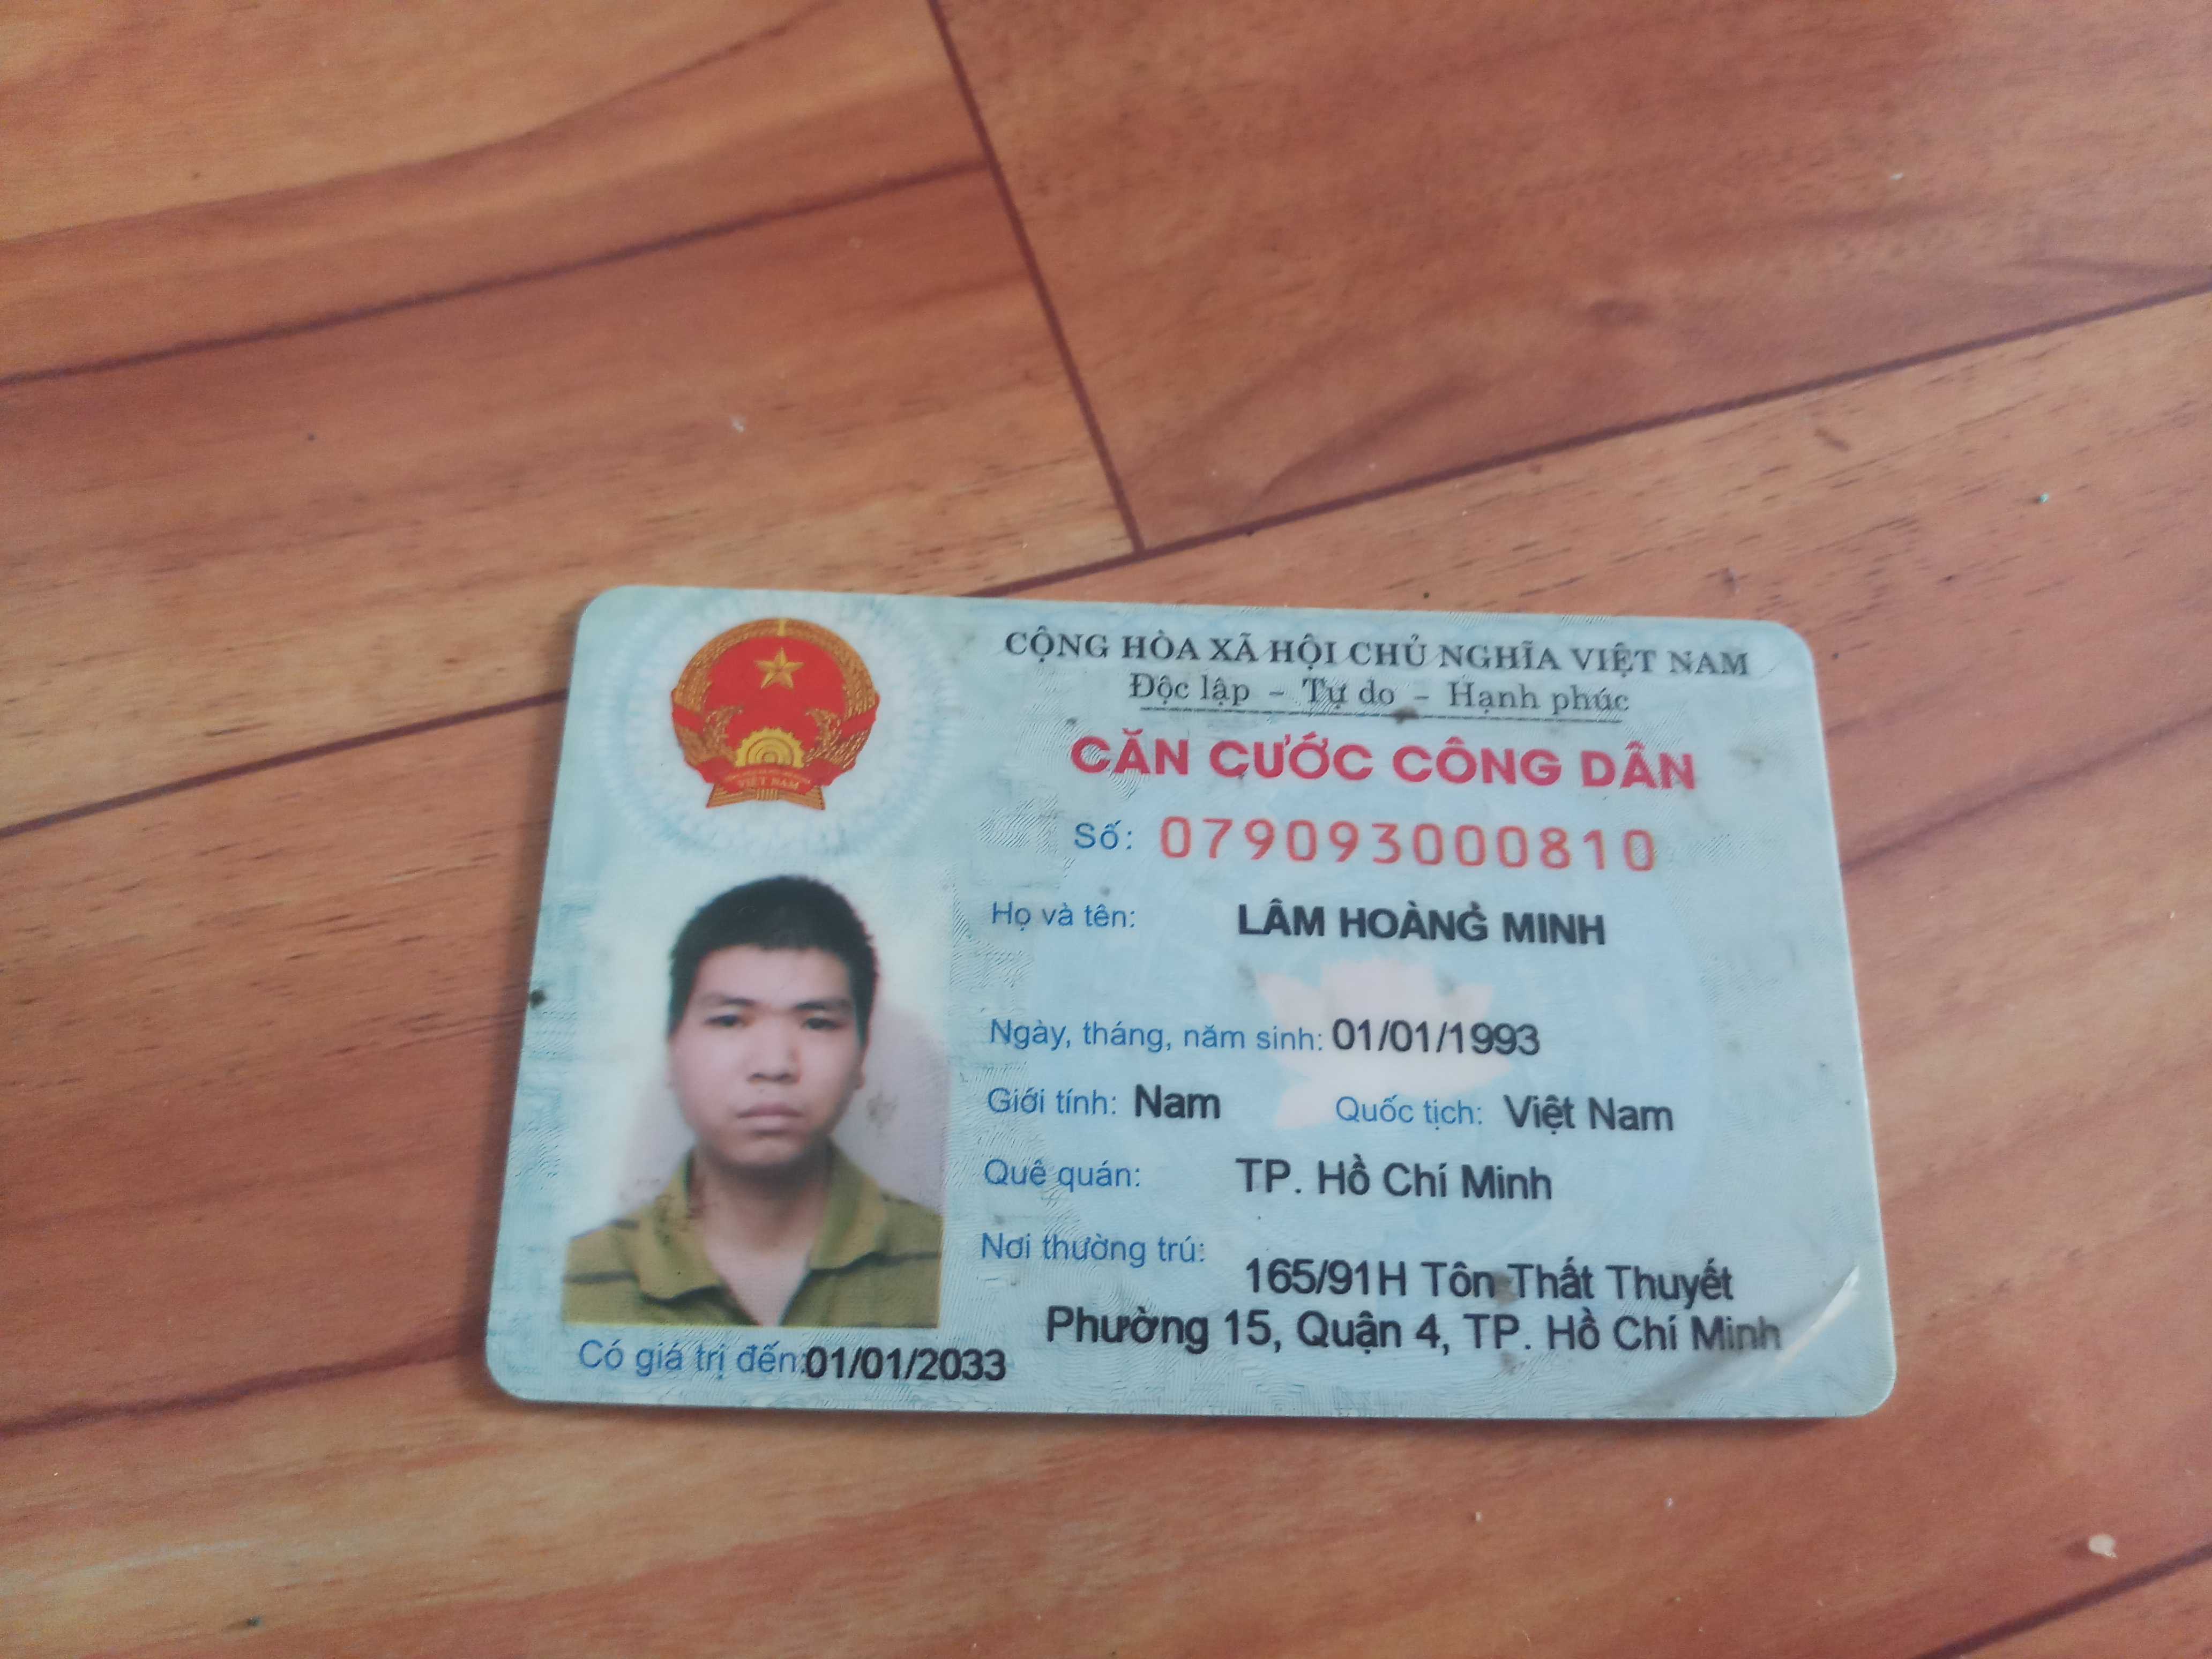 CỘNG HÒA XÃ HỘI CHỦ NGHĨA VIỆT NAM
Độc lập - Tự do - Hạnh phúc
CĂN CƯỚC CÔNG DÂN
VIỆT NAM
Số: 079093000810
Họ và tên: LÂM HOÀNG MINH
Ngày, tháng, năm sinh: 01/01/1993
Giới tính: Nam Quốc tịch: Việt Nam
Quê quán: TP. Hồ Chí Minh
Nơi thường trú:
165/91H Tôn Thất Thuyết
Phường 15, Quận 4, TP. Hồ Chí Minh
Có giá trị đến: 01/01/2033